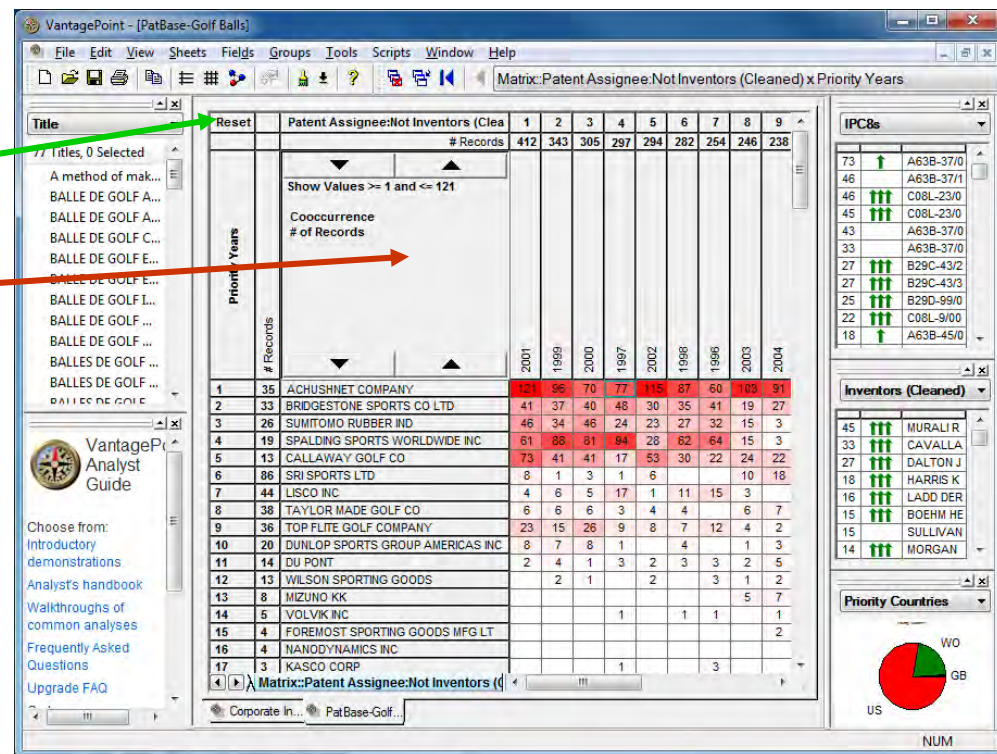 VantagePoint - [PatBase-Golf Balls]
File Edit View Sheets Fields Groups Tools Scripts Window Help
Matrix::Patent Assignee:Not Inventors (Cleaned) x Priority Years
Title
77 Titles, 0 Selected
A method of mak...
BALLE DE GOLF A...
BALLE DE GOLF A...
BALLE DE GOLF C...
BALLE DE GOLF E...
BALLE DE GOLF E...
BALLE DE GOLF I...
BALLE DE GOLF ...
BALLE DE GOLF ...
BALLES DE GOLF ...
BALLES DE GOLF ...
BALLES DE GOLF
VantagePo
Analyst
Guide
Choose from:
Introductory
demonstrations
Analyst's handbook
Walkthroughs of
common analyses
Frequently Asked
Questions
Upgrade FAQ
Reset Patent Assignee:Not Inventors (Clea 1 2 3 4 5 6 7 8 9
# Records 412 343 305 297 294 282 254 246 238
Show Values >= 1 and <= 121
Cooccurrence
# of Records
Priority Years
# Records
2001 1999 2000 1997 2002 1998 1996 2003 2004
1 35 ACHUSHNET COMPANY 121 96 70 77 115 87 60 103 91
2 33 BRIDGESTONE SPORTS CO LTD 41 37 40 48 30 35 41 19 27
3 26 SUMITOMO RUBBER IND 46 34 46 24 23 27 32 15 3
4 19 SPALDING SPORTS WORLDWIDE INC 61 88 81 94 28 62 64 15 3
5 13 CALLAWAY GOLF CO 73 41 41 17 53 30 22 24 22
6 86 SRI SPORTS LTD 8 1 3 1 6 10 18
7 44 LISCO INC 4 6 5 17 1 11 15 3
8 38 TAYLOR MADE GOLF CO 6 6 6 3 4 4 6 7
9 36 TOP FLITE GOLF COMPANY 23 15 26 9 8 7 12 4 2
10 20 DUNLOP SPORTS GROUP AMERICAS INC 8 7 8 1 4 1 3
11 14 DU PONT 2 4 1 3 2 3 3 2 5
12 13 WILSON SPORTING GOODS 2 1 2 3 1 2
13 8 MIZUNO KK 5 7
14 5 VOLVIK INC 1 1 1 1
15 4 FOREMOST SPORTING GOODS MFG LT 2
16 4 NANODYNAMICS INC
17 3 KASCO CORP 1 3
Matrix::Patent Assignee:Not Inventors (C
Corporate In... PatBase-Golf...
IPC8s
73 A63B-37/0
46 A63B-37/1
46 C08L-23/0
45 C08L-23/0
43 A63B-37/0
33 A63B-37/0
27 B29C-43/2
27 B29C-43/3
25 B29D-99/0
22 C08L-9/00
18 A63B-45/0
Inventors (Cleaned)
45 MURALI R
33 CAVALLA
27 DALTON J
18 HARRIS K
16 LADD DER
15 BOEHM HE
15 SULLIVAN
14 MORGAN
Priority Countries
WO
GB
US
NUM